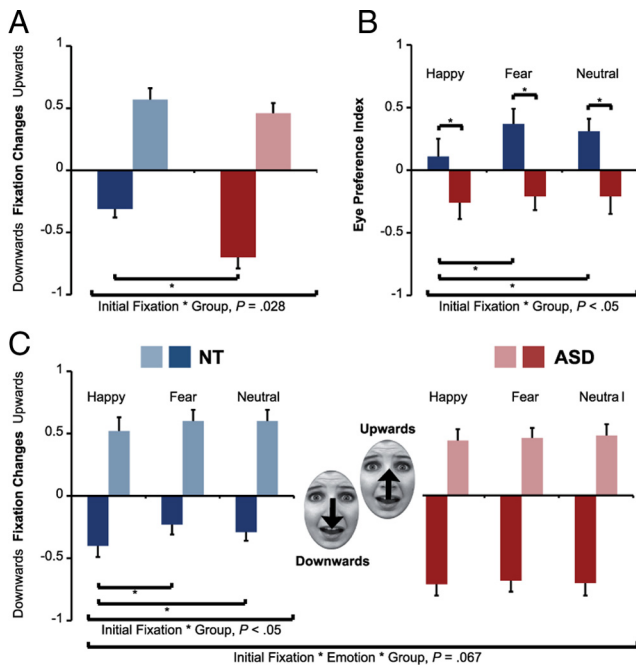 A
Downwards Fixation Changes Upwards
1
0.5
0
-0.5
-1
*
Initial Fixation * Group, P = .028
B
Eye Preference Index
1
0.5
0
-0.5
-1
Happy Fear Neutral
* * *
*
*
Initial Fixation * Group, P < .05
C
Downwards Fixation Changes Upwards
NT
1
0.5
0
-0.5
-1
Happy Fear Neutral
*
*
Initial Fixation * Group, P < .05
Upwards
Downwards
ASD
Happy Fear Neutral
Initial Fixation * Emotion * Group, P = .067